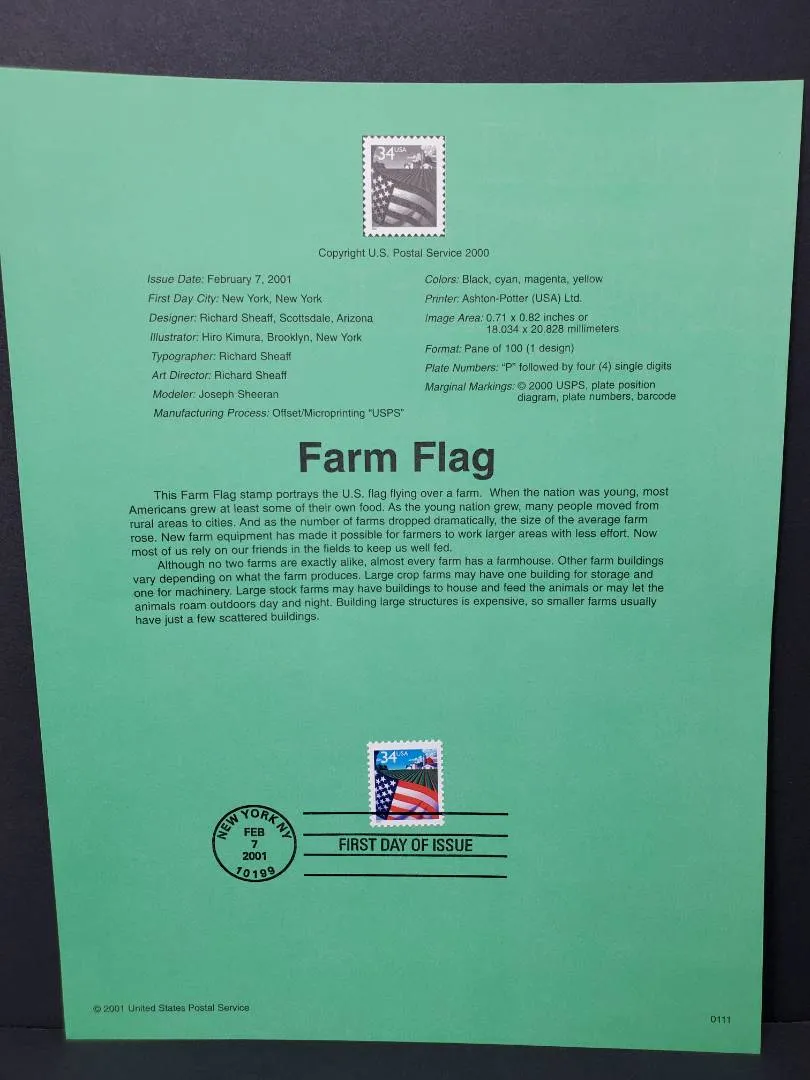 34 USA
Copyright U.S. Postal Service 2000
Issue Date: February 7, 2001
First Day City: New York, New York
Designer: Richard Sheaff, Scottsdale, Arizona
Illustrator: Hiro Kimura, Brooklyn, New York
Typographer: Richard Sheaff
Art Director: Richard Sheaff
Modeler: Joseph Sheeran
Manufacturing Process: Offset/Microprinting "USPS"
Colors: Black, cyan, magenta, yellow
Printer: Ashton-Potter (USA) Ltd.
Image Area: 0.71 x 0.82 inches or
18.034 x 20.828 millimeters
Format: Pane of 100 (1 design)
Plate Numbers: "P" followed by four (4) single digits
Marginal Markings: © 2000 USPS, plate position
diagram, plate numbers, barcode
Farm Flag
This Farm Flag stamp portrays the U.S. flag flying over a farm. When the nation was young, most
Americans grew at least some of their own food. As the young nation grew, many people moved from
rural areas to cities. And as the number of farms dropped dramatically, the size of the average farm
rose. New farm equipment has made it possible for farmers to work larger areas with less effort. Now
most of us rely on our friends in the fields to keep us well fed.
Although no two farms are exactly alike, almost every farm has a farmhouse. Other farm buildings
vary depending on what the farm produces. Large crop farms may have one building for storage and
one for machinery. Large stock farms may have buildings to house and feed the animals or may let the
animals roam outdoors day and night. Building large structures is expensive, so smaller farms usually
have just a few scattered buildings.
34 USA
NEW YORK NY
FEB
7
2001
10199
FIRST DAY OF ISSUE
© 2001 United States Postal Service
0111